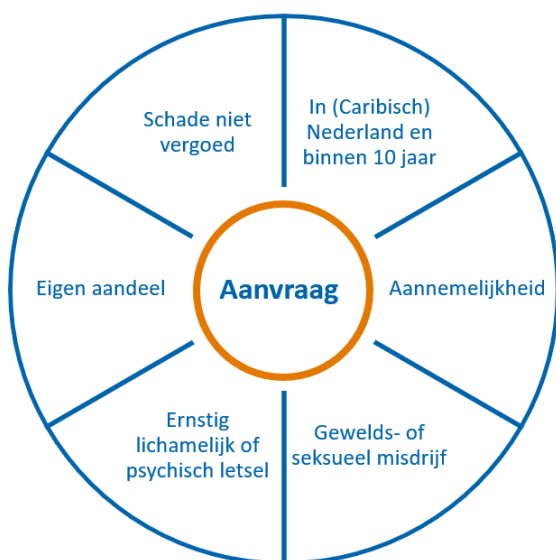 Schade niet
vergoed
In (Caribisch)
Nederland en
binnen 10 jaar
Eigen aandeel
Aanvraag
Aannemelijkheid
Ernstig
lichamelijk of
psychisch letsel
Gewelds- of
seksueel misdrijf